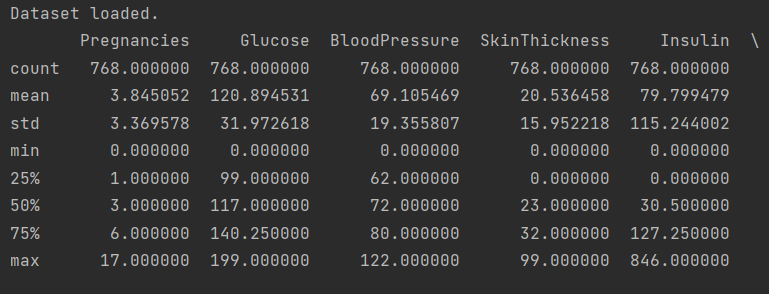 Dataset loaded.
       Pregnancies     Glucose  BloodPressure  SkinThickness     Insulin  \
count   768.000000  768.000000     768.000000     768.000000  768.000000
mean      3.845052  120.894531      69.105469      20.536458   79.799479
std       3.369578   31.972618      19.355807      15.952218  115.244002
min       0.000000    0.000000       0.000000       0.000000    0.000000
25%       1.000000   99.000000      62.000000       0.000000    0.000000
50%       3.000000  117.000000      72.000000      23.000000   30.500000
75%       6.000000  140.250000      80.000000      32.000000  127.250000
max      17.000000  199.000000     122.000000      99.000000  846.000000